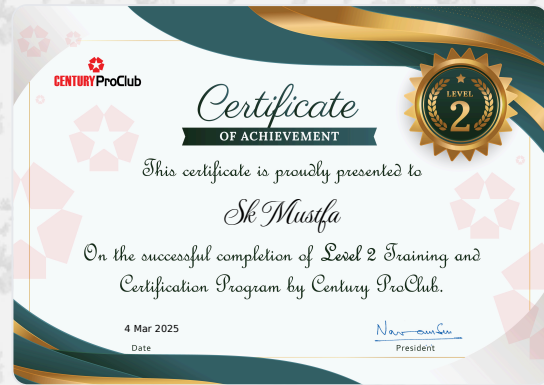 CENTURY ProClub
LEVEL
2
Certificate
OF ACHIEVEMENT
This certificate is proudly presented to
Sk Mustfa
On the successful completion of Level 2 Training and
Certification Program by Century ProClub.
4 Mar 2025
Date
President